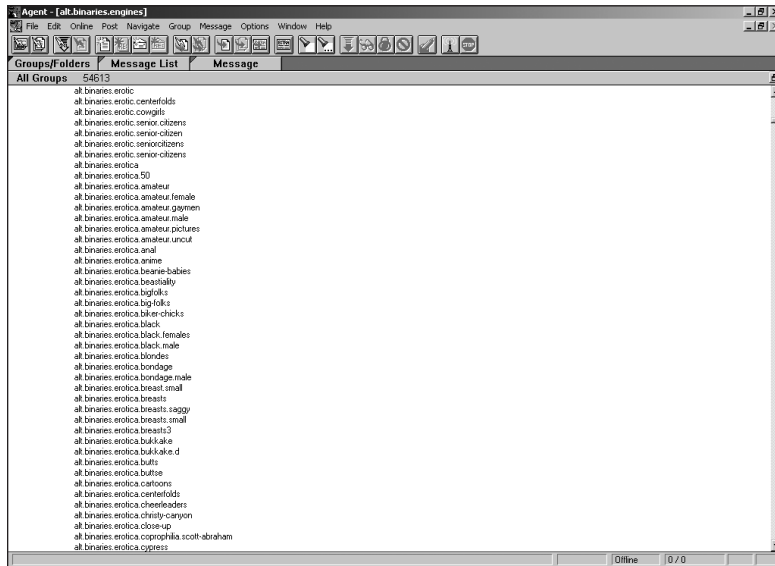 Agent - [alt.binaries.engines]
File Edit Online Post Navigate Group Message Options Window Help
Groups/Folders Message List Message
All Groups 54613
alt.binaries.erotic
alt.binaries.erotic.centerfolds
alt.binaries.erotic.cowgirls
alt.binaries.erotic.senior.citizens
alt.binaries.erotic.senior-citizen
alt.binaries.erotic.seniorcitizens
alt.binaries.erotic.senior-citizens
alt.binaries.erotica
alt.binaries.erotica.50
alt.binaries.erotica.amateur
alt.binaries.erotica.amateur.female
alt.binaries.erotica.amateur.gaymen
alt.binaries.erotica.amateur.male
alt.binaries.erotica.amateur.pictures
alt.binaries.erotica.amateur.uncut
alt.binaries.erotica.anal
alt.binaries.erotica.anime
alt.binaries.erotica.beanie-babies
alt.binaries.erotica.beastiality
alt.binaries.erotica.bigfolks
alt.binaries.erotica.big-folks
alt.binaries.erotica.biker-chicks
alt.binaries.erotica.black
alt.binaries.erotica.black.females
alt.binaries.erotica.black.male
alt.binaries.erotica.blondes
alt.binaries.erotica.bondage
alt.binaries.erotica.bondage.male
alt.binaries.erotica.breast.small
alt.binaries.erotica.breasts
alt.binaries.erotica.breasts.saggy
alt.binaries.erotica.breasts.small
alt.binaries.erotica.breasts3
alt.binaries.erotica.bukkake
alt.binaries.erotica.bukkake.d
alt.binaries.erotica.butts
alt.binaries.erotica.buttse
alt.binaries.erotica.cartoons
alt.binaries.erotica.centerfolds
alt.binaries.erotica.cheerleaders
alt.binaries.erotica.christy-canyon
alt.binaries.erotica.close-up
alt.binaries.erotica.coprophilia.scott-abraham
alt.binaries.erotica.cypress
Offline 0 / 0